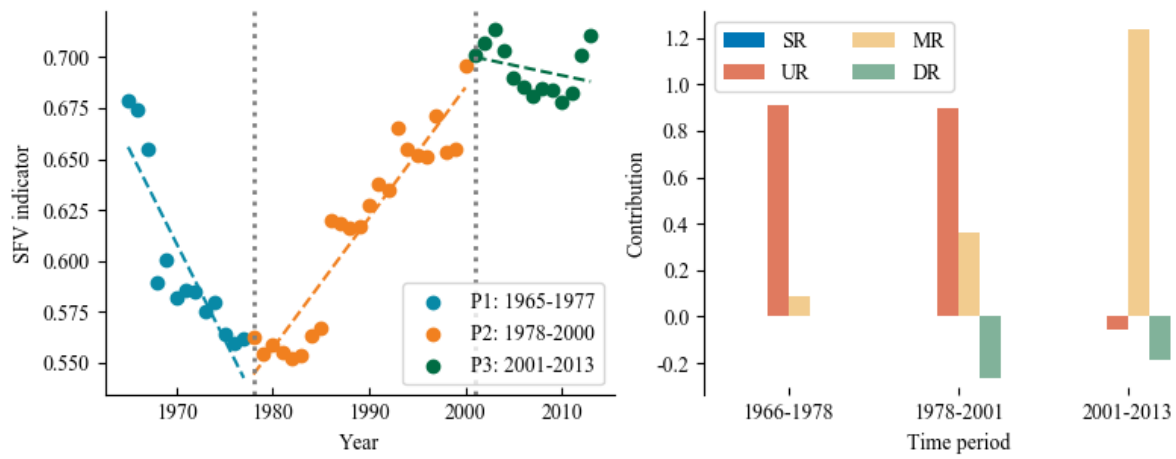 0.700
0.675
0.650
0.625
0.600
0.575
0.550
SFV indicator
P1: 1965-1977
P2: 1978-2000
P3: 2001-2013
1970 1980 1990 2000 2010
Year
SR MR
UR DR
1.2
1.0
0.8
0.6
0.4
0.2
0.0
-0.2
Contribution
1966-1978 1978-2001 2001-2013
Time period